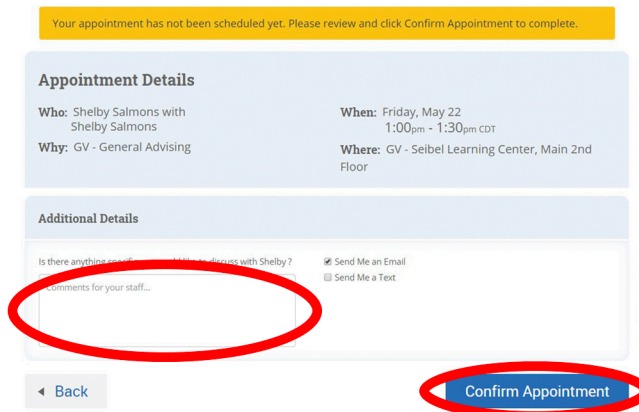 Your appointment has not been scheduled yet. Please review and click Confirm Appointment to complete.
Appointment Details
Who: Shelby Salmons with
Shelby Salmons
Why: GV - General Advising
When: Friday, May 22
1:00pm - 1:30pm CDT
Where: GV - Seibel Learning Center, Main 2nd
Floor
Additional Details
Is there anything like to discuss with Shelby ?
Comments for your staff...
Send Me an Email
Send Me a Text
Back
Confirm Appointment